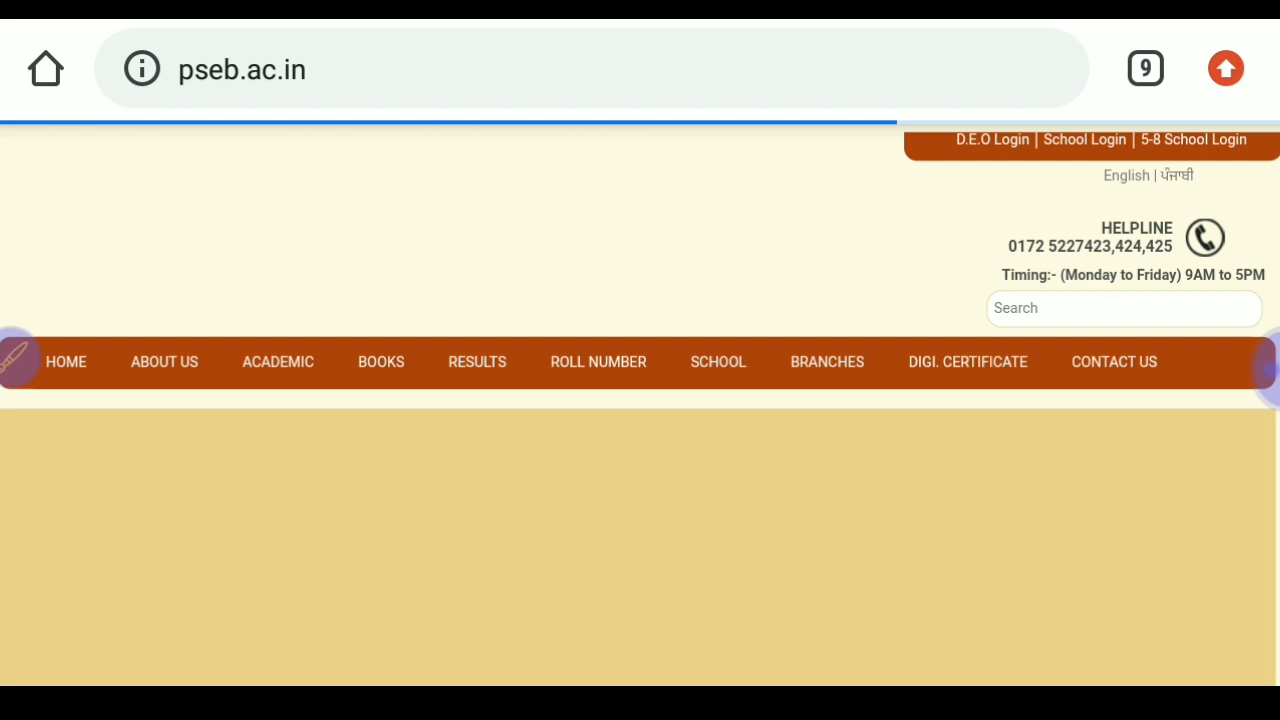 pseb.ac.in
9
D.E.O Login | School Login | 5-8 School Login
English | ਪੰਜਾਬੀ
HELPLINE
0172 5227423,424,425
Timing:- (Monday to Friday) 9AM to 5PM
Search
HOME ABOUT US ACADEMIC BOOKS RESULTS ROLL NUMBER SCHOOL BRANCHES DIGI. CERTIFICATE CONTACT US